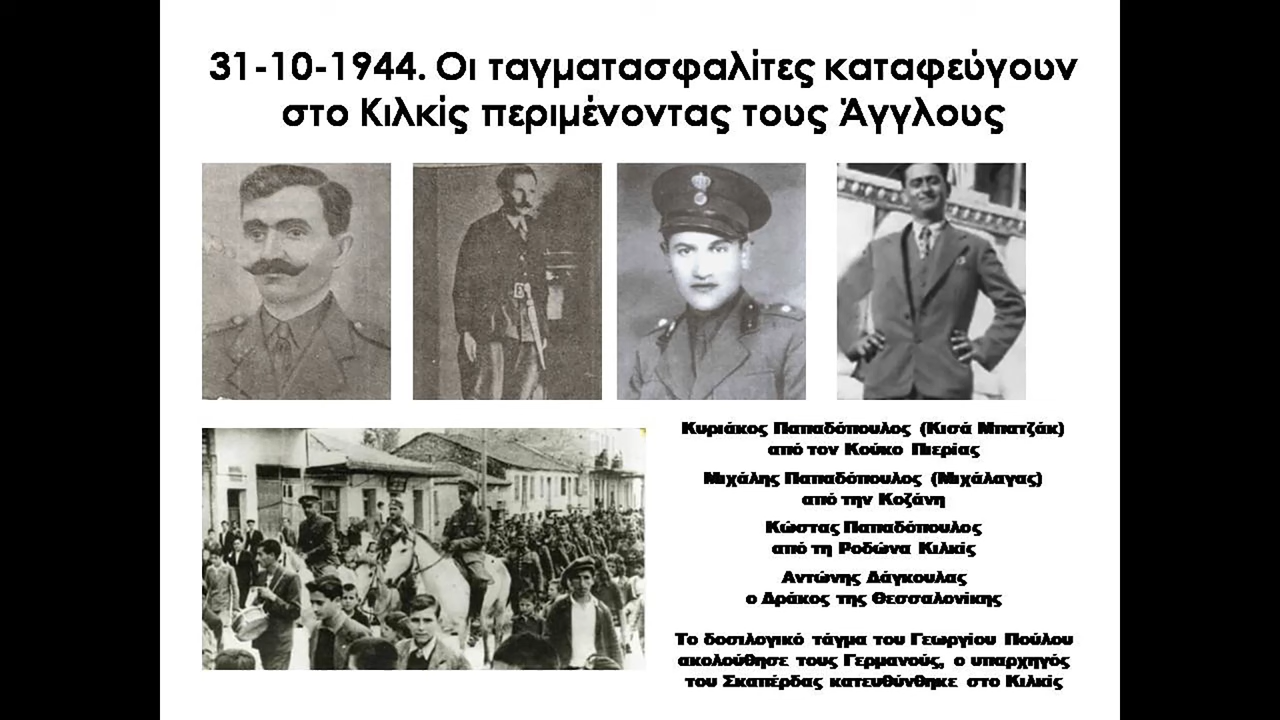 31-10-1944. Οι ταγματασφαλίτες καταφεύγουν
στο Κιλκίς περιμένοντας τους Άγγλους
Κυριάκος Παπαδόπουλος (Κισά Μπατζάκ)
από τον Κούκο Πιερίας
Μιχάλης Παπαδόπουλος (Μιχάλαγας)
από την Κοζάνη
Κώστας Παπαδόπουλος
από τη Ροδώνα Κιλκίς
Αντώνης Δάγκουλας
ο Δράκος της Θεσσαλονίκης
Το δοσιλογικό τάγμα του Γεωργίου Πούλου
ακολούθησε τους Γερμανούς, ο υπαρχηγός
του Σκαπέρδας κατευθύνθηκε στο Κιλκίς